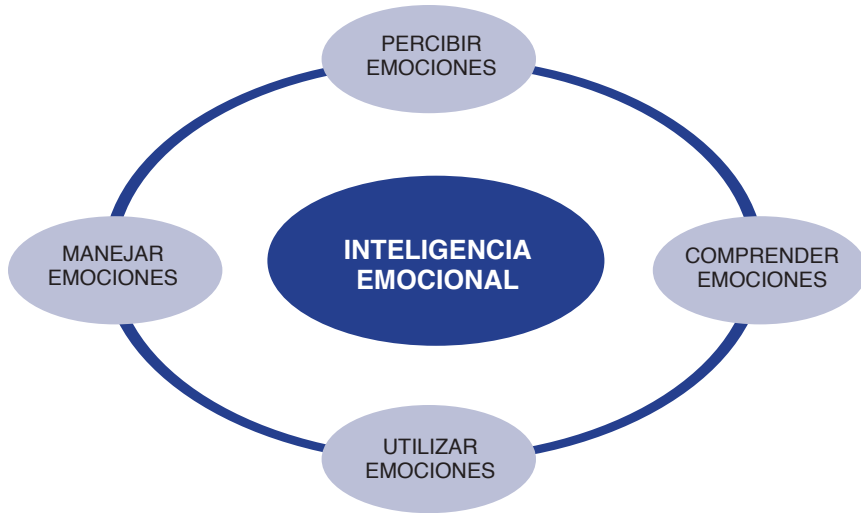 PERCIBIR
EMOCIONES
MANEJAR
EMOCIONES
INTELIGENCIA
EMOCIONAL
COMPRENDER
EMOCIONES
UTILIZAR
EMOCIONES